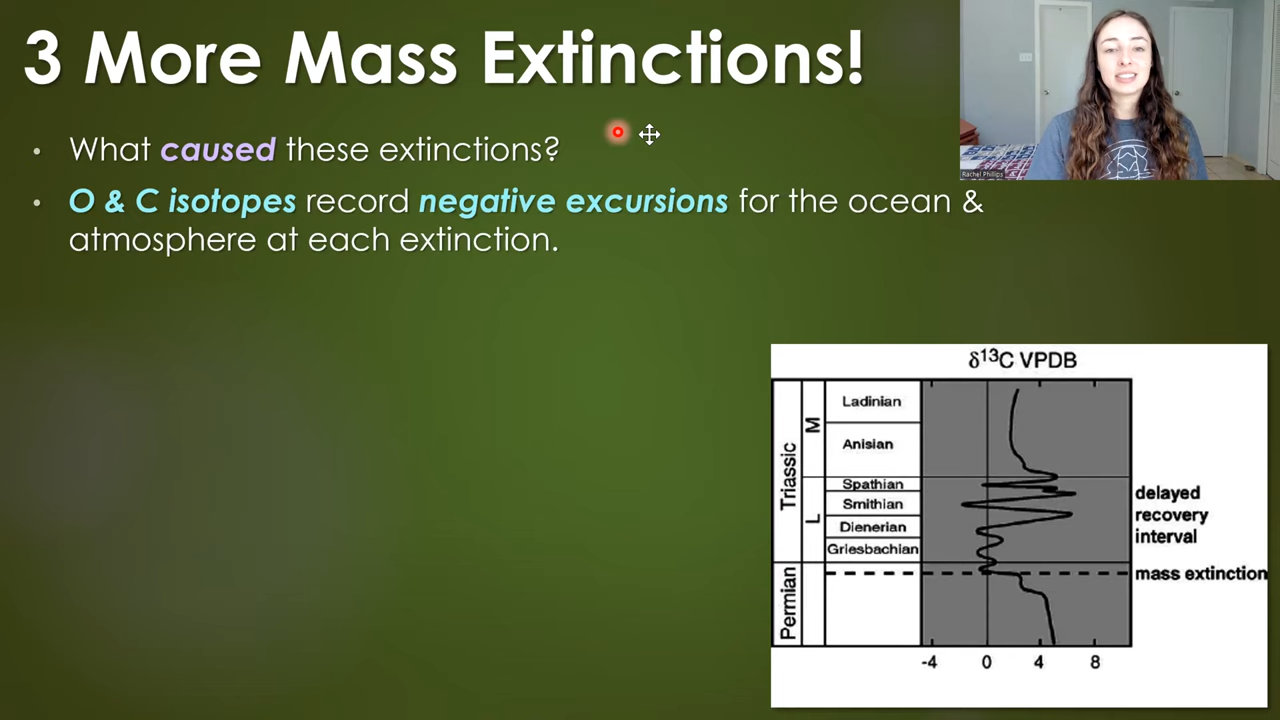 3 More Mass Extinctions!
• What caused these extinctions?
• O & C isotopes record negative excursions for the ocean &
atmosphere at each extinction.
Rachel Phillips
δ13C VPDB
Triassic
M
Ladinian
Anisian
L
Spathian
Smithian
Dienerian
Griesbachian
delayed
recovery
interval
Permian
mass extinction
-4 0 4 8